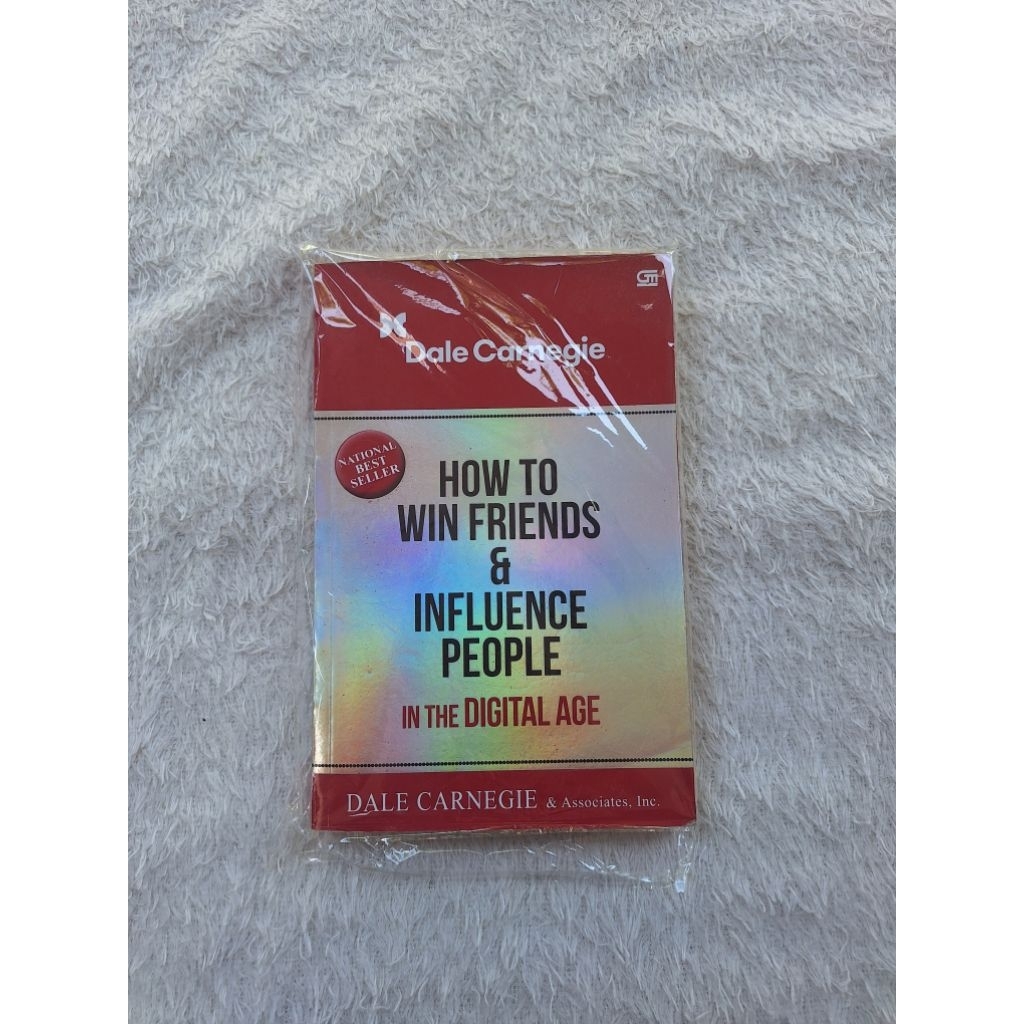 GM
Dale Carnegie
NATIONAL
BEST
SELLER
HOW TO
WIN FRIENDS
&
INFLUENCE
PEOPLE
IN THE DIGITAL AGE
DALE CARNEGIE & Associates, Inc.